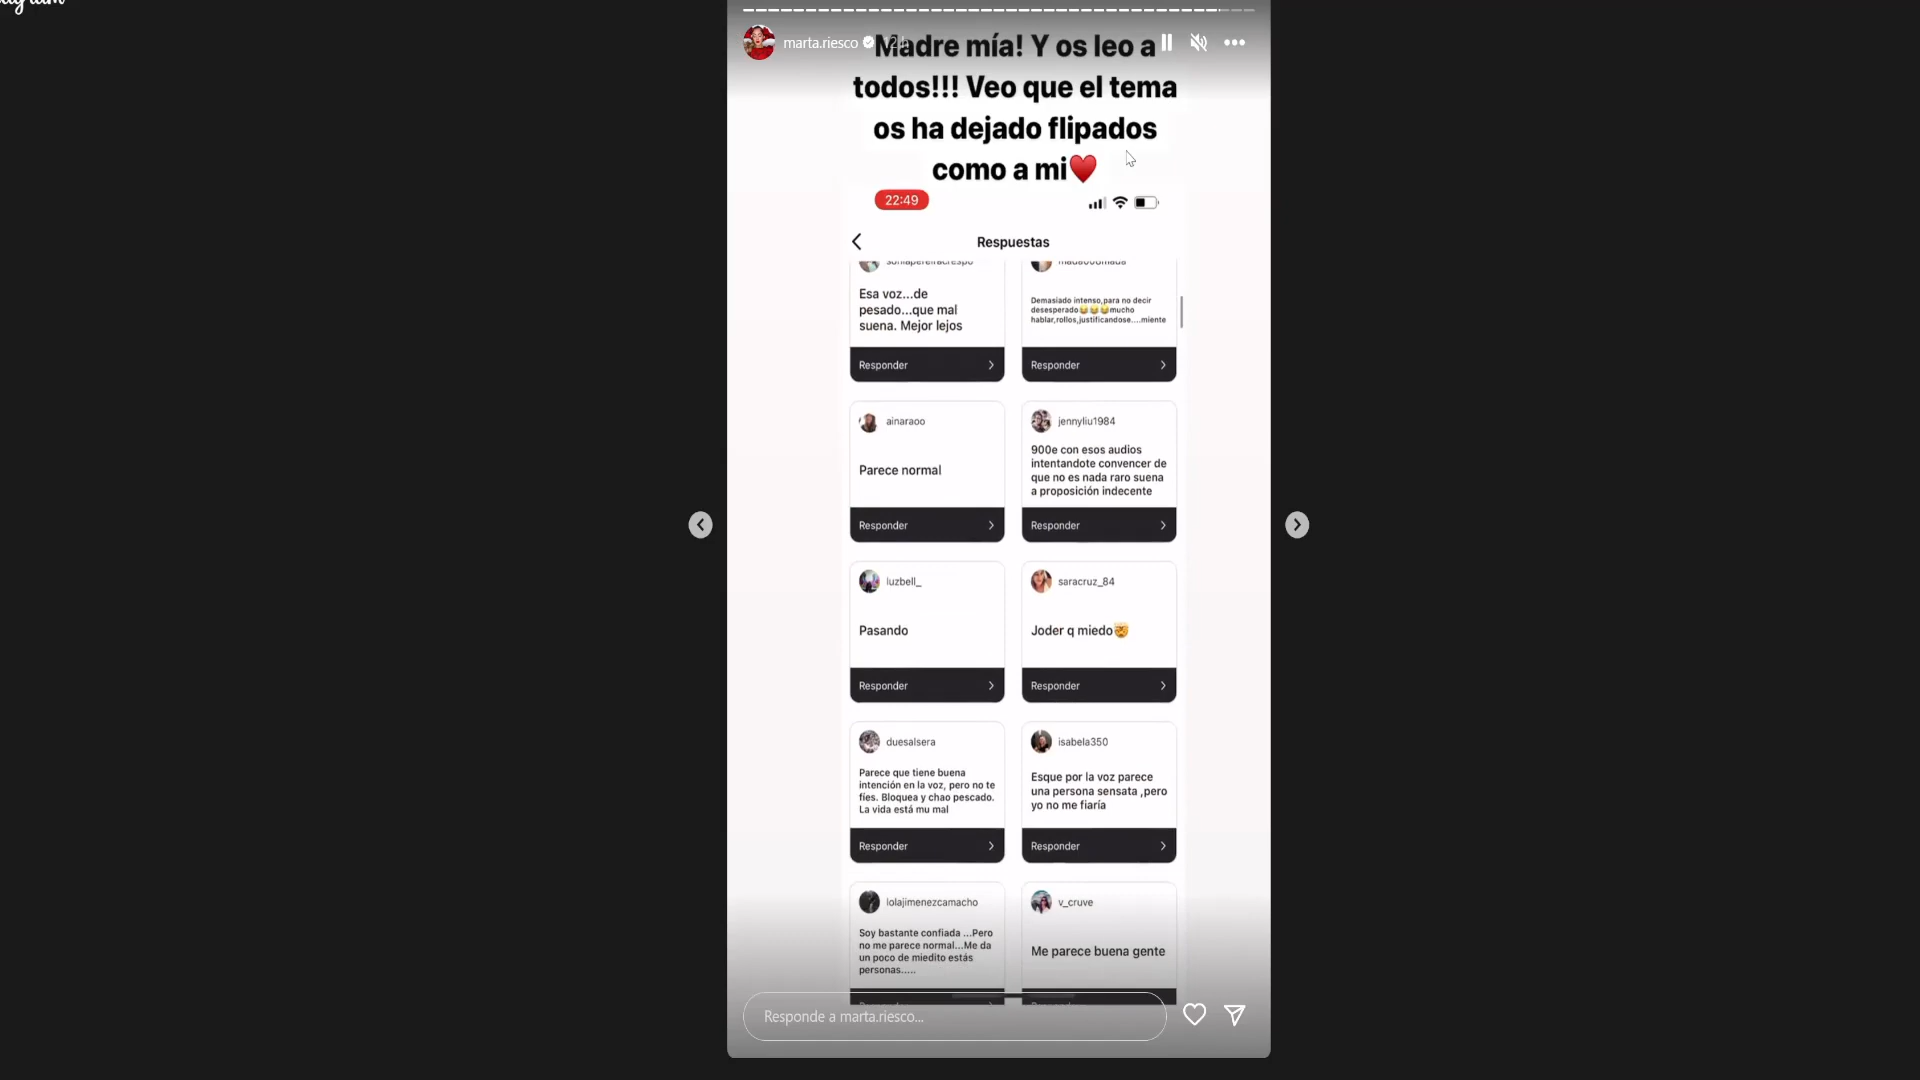 marta.riesco
Madre mía! Y os leo a
todos!!! Veo que el tema
os ha dejado flipados
como a mi
22:49
Respuestas
Esa voz...de
pesado...que mal
suena. Mejor lejos
Responder
Demasiado intenso,para no decir
desesperado😂😂😂mucho
hablar,rollos,justificandose....miente
Responder
ainaraoo
Parece normal
Responder
jennyliu1984
900e con esos audios
intentandote convencer de
que no es nada raro suena
a proposición indecente
Responder
luzbell_
Pasando
Responder
saracruz_84
Joder q miedo🤯
Responder
duesalsera
Parece que tiene buena
intención en la voz, pero no te
fíes. Bloquea y chao pescado.
La vida está mu mal
Responder
isabela350
Esque por la voz parece
una persona sensata ,pero
yo no me fiaría
Responder
lolajimenezcamacho
Soy bastante confiada ...Pero
no me parece normal...Me da
un poco de miedito estás
personas.....
v_cruve
Me parece buena gente
Responde a marta.riesco...